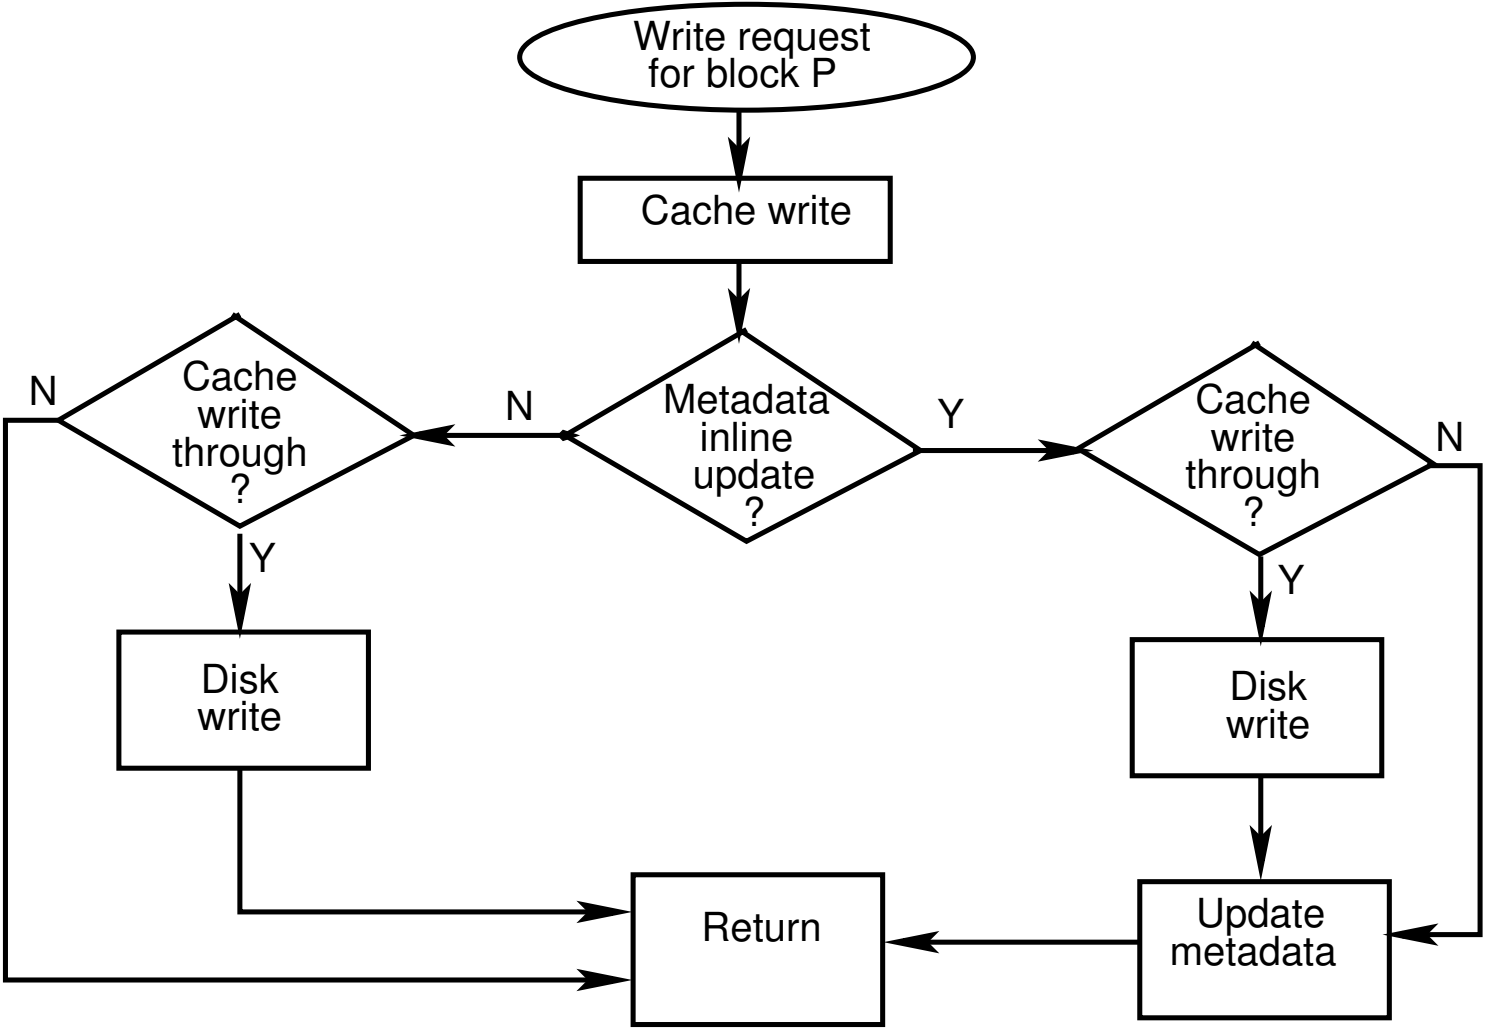 Write request
for block P
Cache write
N
Cache
write
through
?
Y
N
Metadata
inline
update
?
Y
Cache
write
through
?
N
Y
Disk
write
Disk
write
Return
Update
metadata